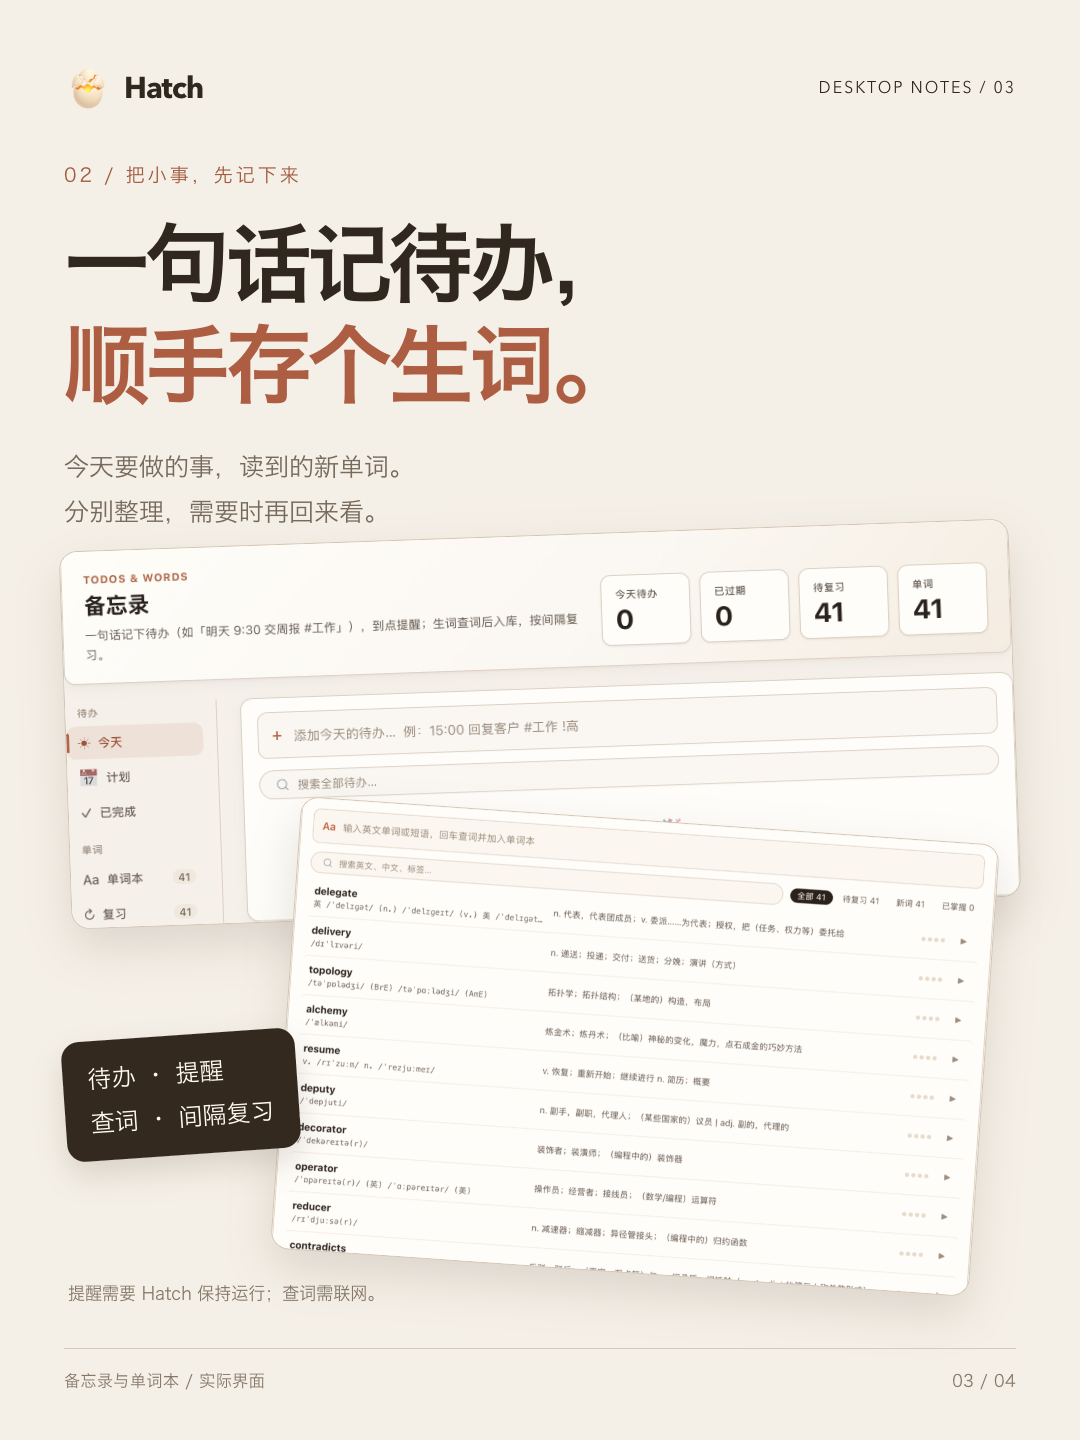 Hatch
DESKTOP NOTES / 03
02 / 把小事，先记下来
一句话记待办，
顺手存个生词。
今天要做的事，读到的新单词。
分别整理，需要时再回来看。
TODOS & WORDS
备忘录
一句话记下待办（如「明天 9:30 交周报 #工作」），到点提醒；生词查词后入库，按间隔复
习。
今天待办
0
已过期
0
待复习
41
单词
41
待办
今天
计划
已完成
单词
Aa 单词本 41
复习 41
+ 添加今天的待办... 例：15:00 回复客户 #工作 !高
搜索全部待办...
Aa 输入英文单词或短语，回车查词并加入单词本
搜索英文、中文、标签...
全部 41 待复习 41 新词 41 已掌握 0
delegate
英 /ˈdelɪɡət/ (n.) /ˈdelɪɡeɪt/ (v.) 美 /ˈdelɪɡət…
n. 代表，代表团成员；v. 委派……为代表；授权，把（任务、权力等）委托给
delivery
/dɪˈlɪvəri/
n. 递送；投递；交付；送货；分娩；演讲（方式）
topology
/təˈpɒlədʒi/ (BrE) /təˈpɑːlədʒi/ (AmE)
拓扑学；拓扑结构；（某地的）构造，布局
alchemy
/ˈælkəmi/
炼金术；炼丹术；（比喻）神秘的变化，魔力，点石成金的巧妙方法
resume
v. /rɪˈzuːm/ n. /ˈrezjuːmeɪ/
v. 恢复；重新开始；继续进行 n. 简历；概要
deputy
/ˈdepjuti/
n. 副手，副职，代理人；（某些国家的）议员 | adj. 副的，代理的
decorator
/ˈdekəreɪtə(r)/
装饰者；装潢师；（编程中的）装饰器
operator
/ˈɒpəreɪtə(r)/ (英) /ˈɑːpəreɪtər/ (美)
操作员；经营者；接线员；（数学/编程）运算符
reducer
/rɪˈdjuːsə(r)/
n. 减速器；缩减器；异径管接头；（编程中的）归约函数
contradicts
待办 · 提醒
查词 · 间隔复习
提醒需要 Hatch 保持运行；查词需联网。
备忘录与单词本 / 实际界面
03 / 04